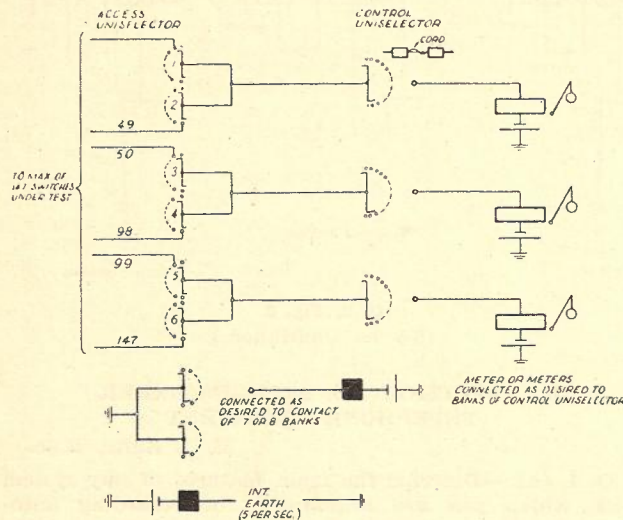 ACCESS
UNISELECTOR
CONTROL
UNISELECTOR
CORD
1
2
49
50
TO MAX OF
147 SWITCHES
UNDER TEST
3
4
98
99
5
6
147
CONNECTED AS
DESIRED TO CONTACT
OF 7 OR 8 BANKS
METER OR METERS
CONNECTED AS DESIRED TO
BANKS OF CONTROL UNISELECTOR
INT.
EARTH
(5 PER SEC.)